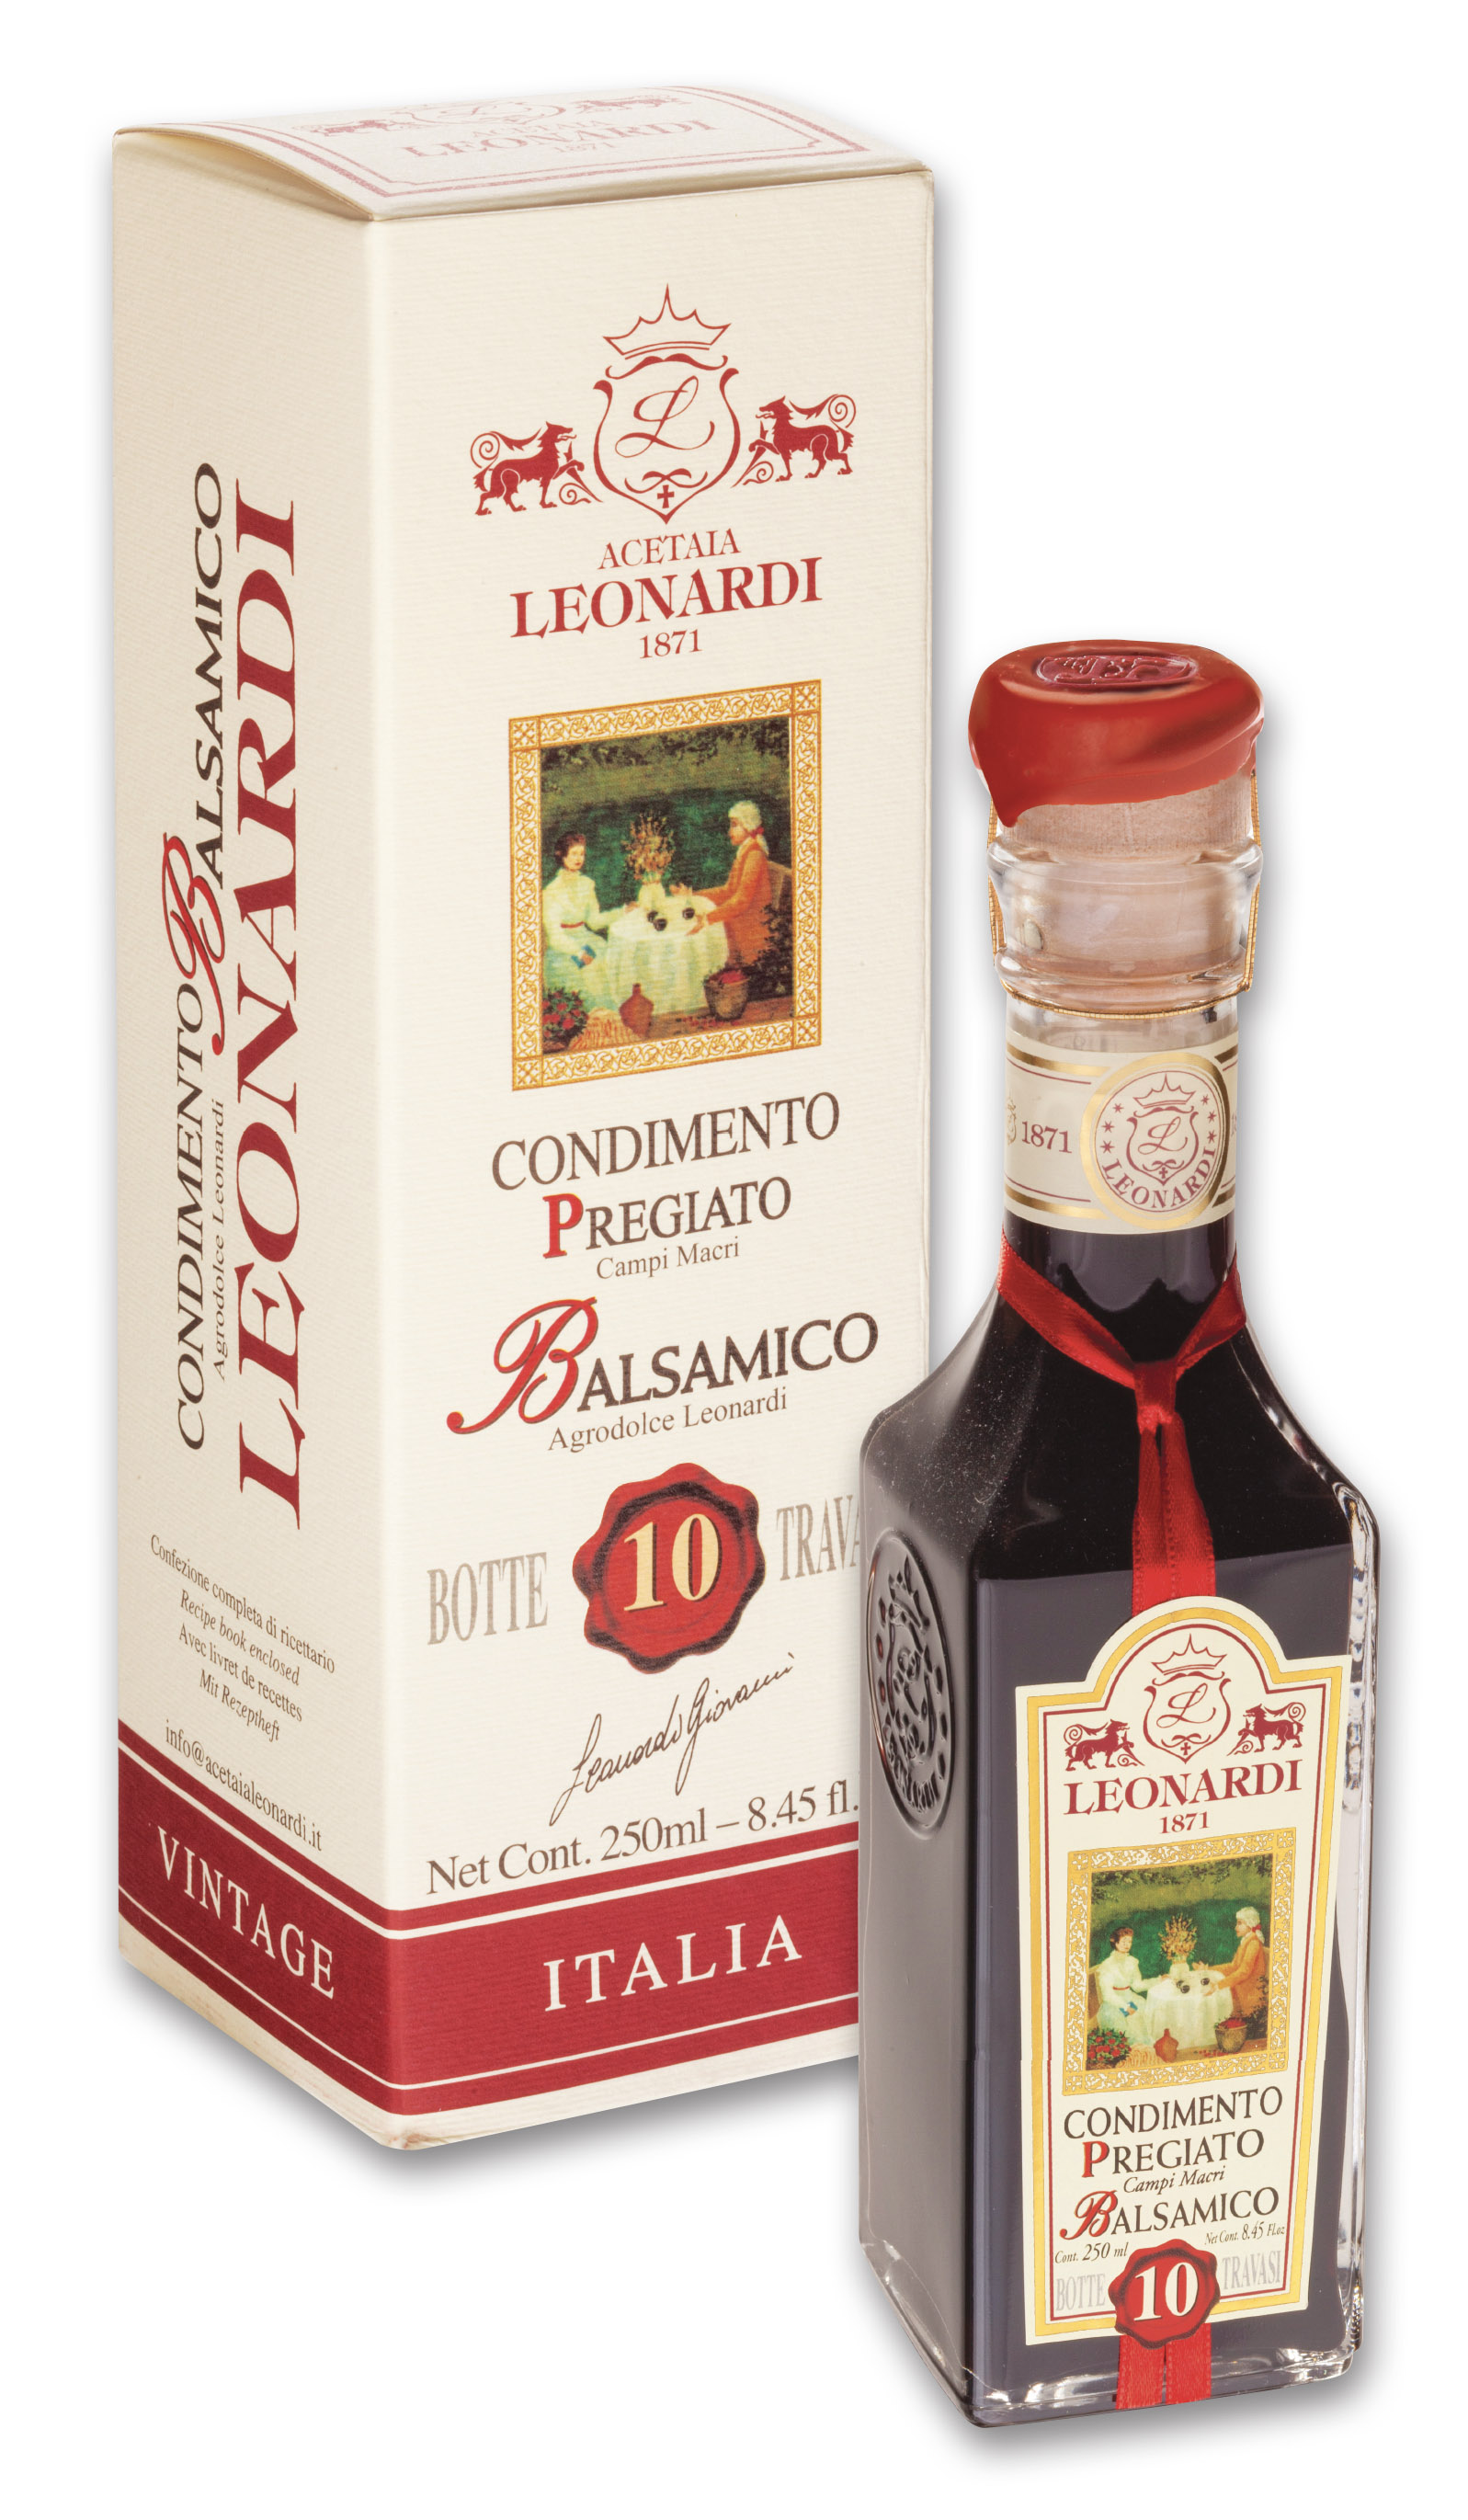 ACETAIA
LEONARDI
1871
L
ACETAIA
LEONARDI
1871
CONDIMENTO
PREGIATO
Campi Macri
BALSAMICO
Agrodolce Leonardi
BOTTE 10 TRAVA
Leonardi Giovanni
Net Cont. 250ml – 8.45 fl.
ITALIA
CONDIMENTO BALSAMICO
Agrodolce Leonardi
LEONARDI
Confezione completa di ricettario
Recipe book enclosed
Avec livret de recettes
Mit Rezeptheft
info@acetaialeonardi.it
VINTAGE
1871
L
LEONARDI
L
LEONARDI
1871
CONDIMENTO
PREGIATO
Campi Macri
BALSAMICO
Cont. 250 ml Net Cont. 8.45 Fl.oz
BOTTE 10 TRAVASI